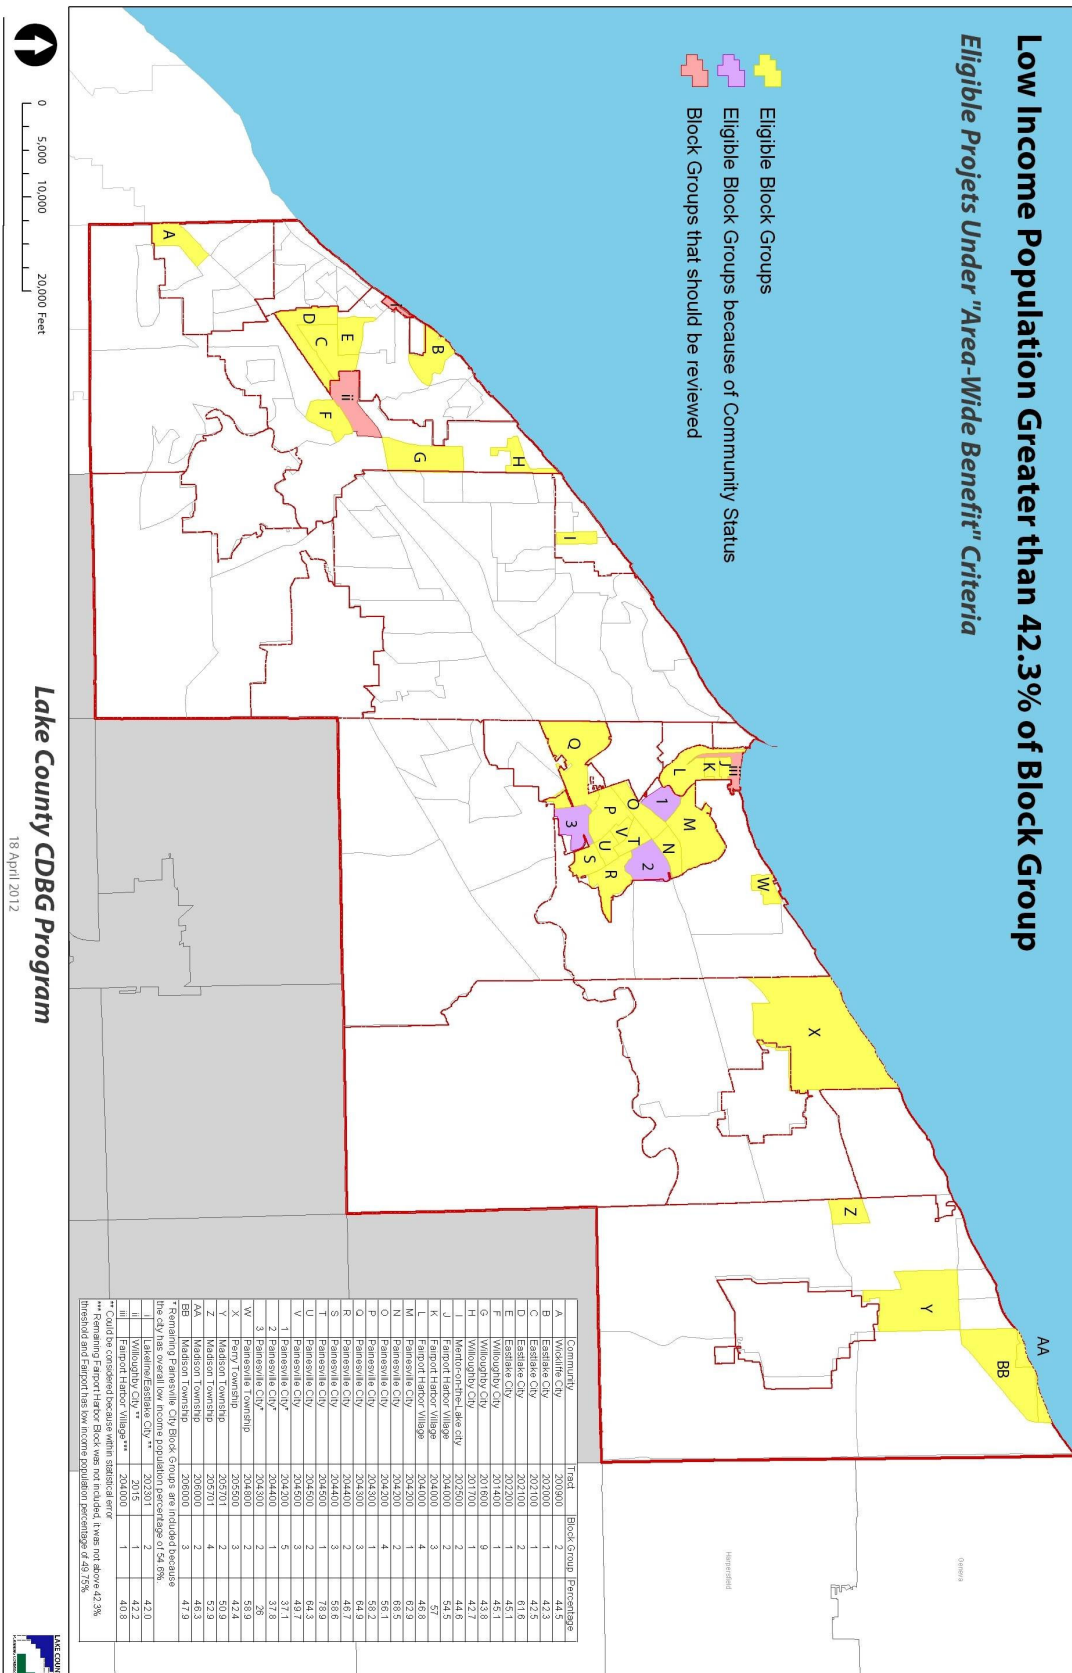 Low Income Population Greater than 42.3% of Block Group
Eligible Projets Under "Area-Wide Benefit" Criteria
Eligible Block Groups
Eligible Block Groups because of Community Status
Block Groups that should be reviewed
0 5,000 10,000 20,000 Feet
A
D
C
E
B
i
ii
F
G
H
I
Q
L
K
J
iii
1
M
O
P
V
T
N
3
U
S
R
2
W
X
Z
Y
AA
BB
Geneva
Harpersfield
Community Tract Block Group Percentage
A Wickliffe City 200900 2 44.5
B Eastlake City 202000 1 42.3
C Eastlake City 202100 1 42.5
D Eastlake City 202100 2 61.6
E Eastlake City 202200 1 45.1
F Willoughby City 201400 1 45.1
G Willoughby City 201600 9 43.8
H Willoughby City 201700 1 42.7
I Mentor-on-the-Lake city 202500 2 44.6
J Fairport Harbor Village 204000 2 54.5
K Fairport Harbor Village 204000 3 57
L Fairport Harbor Village 204000 4 46.8
M Painesville City 204200 1 62.9
N Painesville City 204200 2 68.5
O Painesville City 204200 4 56.1
P Painesville City 204300 1 58.2
Q Painesville City 204300 3 64.9
R Painesville City 204400 2 46.7
S Painesville City 204400 3 58.6
T Painesville City 204500 1 78.9
U Painesville City 204500 2 64.3
V Painesville City 204500 3 49.7
1 Painesville City* 204200 5 37.1
2 Painesville City* 204400 1 37.8
3 Painesville City* 204300 2 26
W Painesville Township 204800 2 58.9
X Perry Township 205500 3 42.4
Y Madison Township 205701 2 50.9
Z Madison Township 205701 4 52.9
AA Madison Township 206000 2 46.3
BB Madison Township 206000 3 47.9
* Remaining Painesville City Block Groups are included because
the city has overall low income population percentage of 54.6%.
i Lakeline/Eastlake City ** 202301 2 42.0
ii Willoughby City ** 2015 1 42.2
iii Fairport Harbor Village*** 204000 1 40.8
** Could be considered because within statistical error
*** Remaining Fairport Harbor Block was not included, it was not above 42.3%
threshold and Fairport has low income population percentage of 49.75%
Lake County CDBG Program
18 April 2012